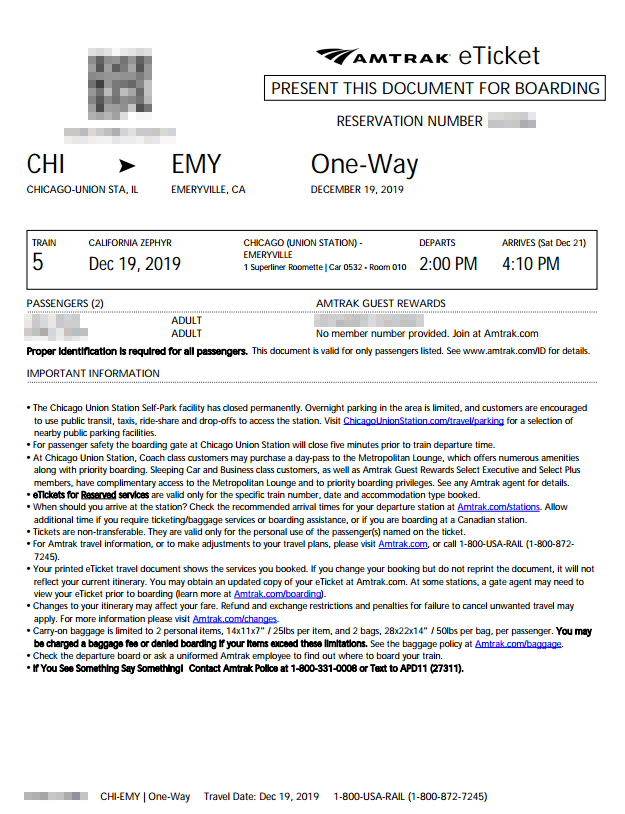 AMTRAK eTicket
PRESENT THIS DOCUMENT FOR BOARDING
RESERVATION NUMBER
CHI EMY One-Way
CHICAGO-UNION STA, IL EMERYVILLE, CA DECEMBER 19, 2019
TRAIN CALIFORNIA ZEPHYR CHICAGO (UNION STATION) - DEPARTS ARRIVES (Sat Dec 21)
EMERYVILLE
5 Dec 19, 2019 1 Superliner Roomette | Car 0532 • Room 010 2:00 PM 4:10 PM
PASSENGERS (2) AMTRAK GUEST REWARDS
ADULT
ADULT No member number provided. Join at Amtrak.com
Proper identification is required for all passengers. This document is valid for only passengers listed. See www.amtrak.com/ID for details.
IMPORTANT INFORMATION
• The Chicago Union Station Self-Park facility has closed permanently. Overnight parking in the area is limited, and customers are encouraged
to use public transit, taxis, ride-share and drop-offs to access the station. Visit ChicagoUnionStation.com/travel/parking for a selection of
nearby public parking facilities.
• For passenger safety the boarding gate at Chicago Union Station will close five minutes prior to train departure time.
• At Chicago Union Station, Coach class customers may purchase a day-pass to the Metropolitan Lounge, which offers numerous amenities
along with priority boarding. Sleeping Car and Business class customers, as well as Amtrak Guest Rewards Select Executive and Select Plus
members, have complimentary access to the Metropolitan Lounge and to priority boarding privileges. See any Amtrak agent for details.
• eTickets for Reserved services are valid only for the specific train number, date and accommodation type booked.
• When should you arrive at the station? Check the recommended arrival times for your departure station at Amtrak.com/stations. Allow
additional time if you require ticketing/baggage services or boarding assistance, or if you are boarding at a Canadian station.
• Tickets are non-transferable. They are valid only for the personal use of the passenger(s) named on the ticket.
• For Amtrak travel information, or to make adjustments to your travel plans, please visit Amtrak.com, or call 1-800-USA-RAIL (1-800-872-
7245).
• Your printed eTicket travel document shows the services you booked. If you change your booking but do not reprint the document, it will not
reflect your current itinerary. You may obtain an updated copy of your eTicket at Amtrak.com. At some stations, a gate agent may need to
view your eTicket prior to boarding (learn more at Amtrak.com/boarding).
• Changes to your itinerary may affect your fare. Refund and exchange restrictions and penalties for failure to cancel unwanted travel may
apply. For more information please visit Amtrak.com/changes.
• Carry-on baggage is limited to 2 personal items, 14x11x7" / 25lbs per item, and 2 bags, 28x22x14" / 50lbs per bag, per passenger. You may
be charged a baggage fee or denied boarding if your items exceed these limitations. See the baggage policy at Amtrak.com/baggage.
• Check the departure board or ask a uniformed Amtrak employee to find out where to board your train.
• If You See Something Say Something! Contact Amtrak Police at 1-800-331-0008 or Text to APD11 (27311).
CHI-EMY | One-Way Travel Date: Dec 19, 2019 1-800-USA-RAIL (1-800-872-7245)